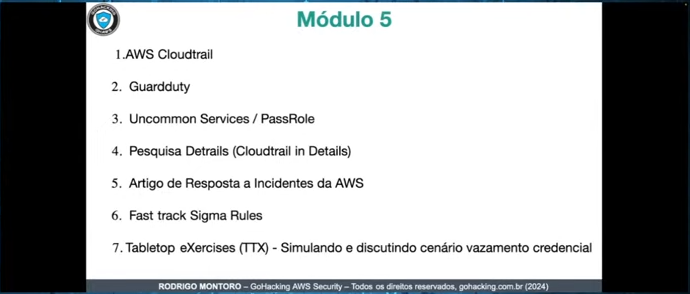 Módulo 5
1.AWS Cloudtrail
2. Guardduty
3. Uncommon Services / PassRole
4. Pesquisa Detrails (Cloudtrail in Details)
5. Artigo de Resposta a Incidentes da AWS
6. Fast track Sigma Rules
7. Tabletop eXercises (TTX) - Simulando e discutindo cenário vazamento credencial
RODRIGO MONTORO – GoHacking AWS Security – Todos os direitos reservados, gohacking.com.br (2024)